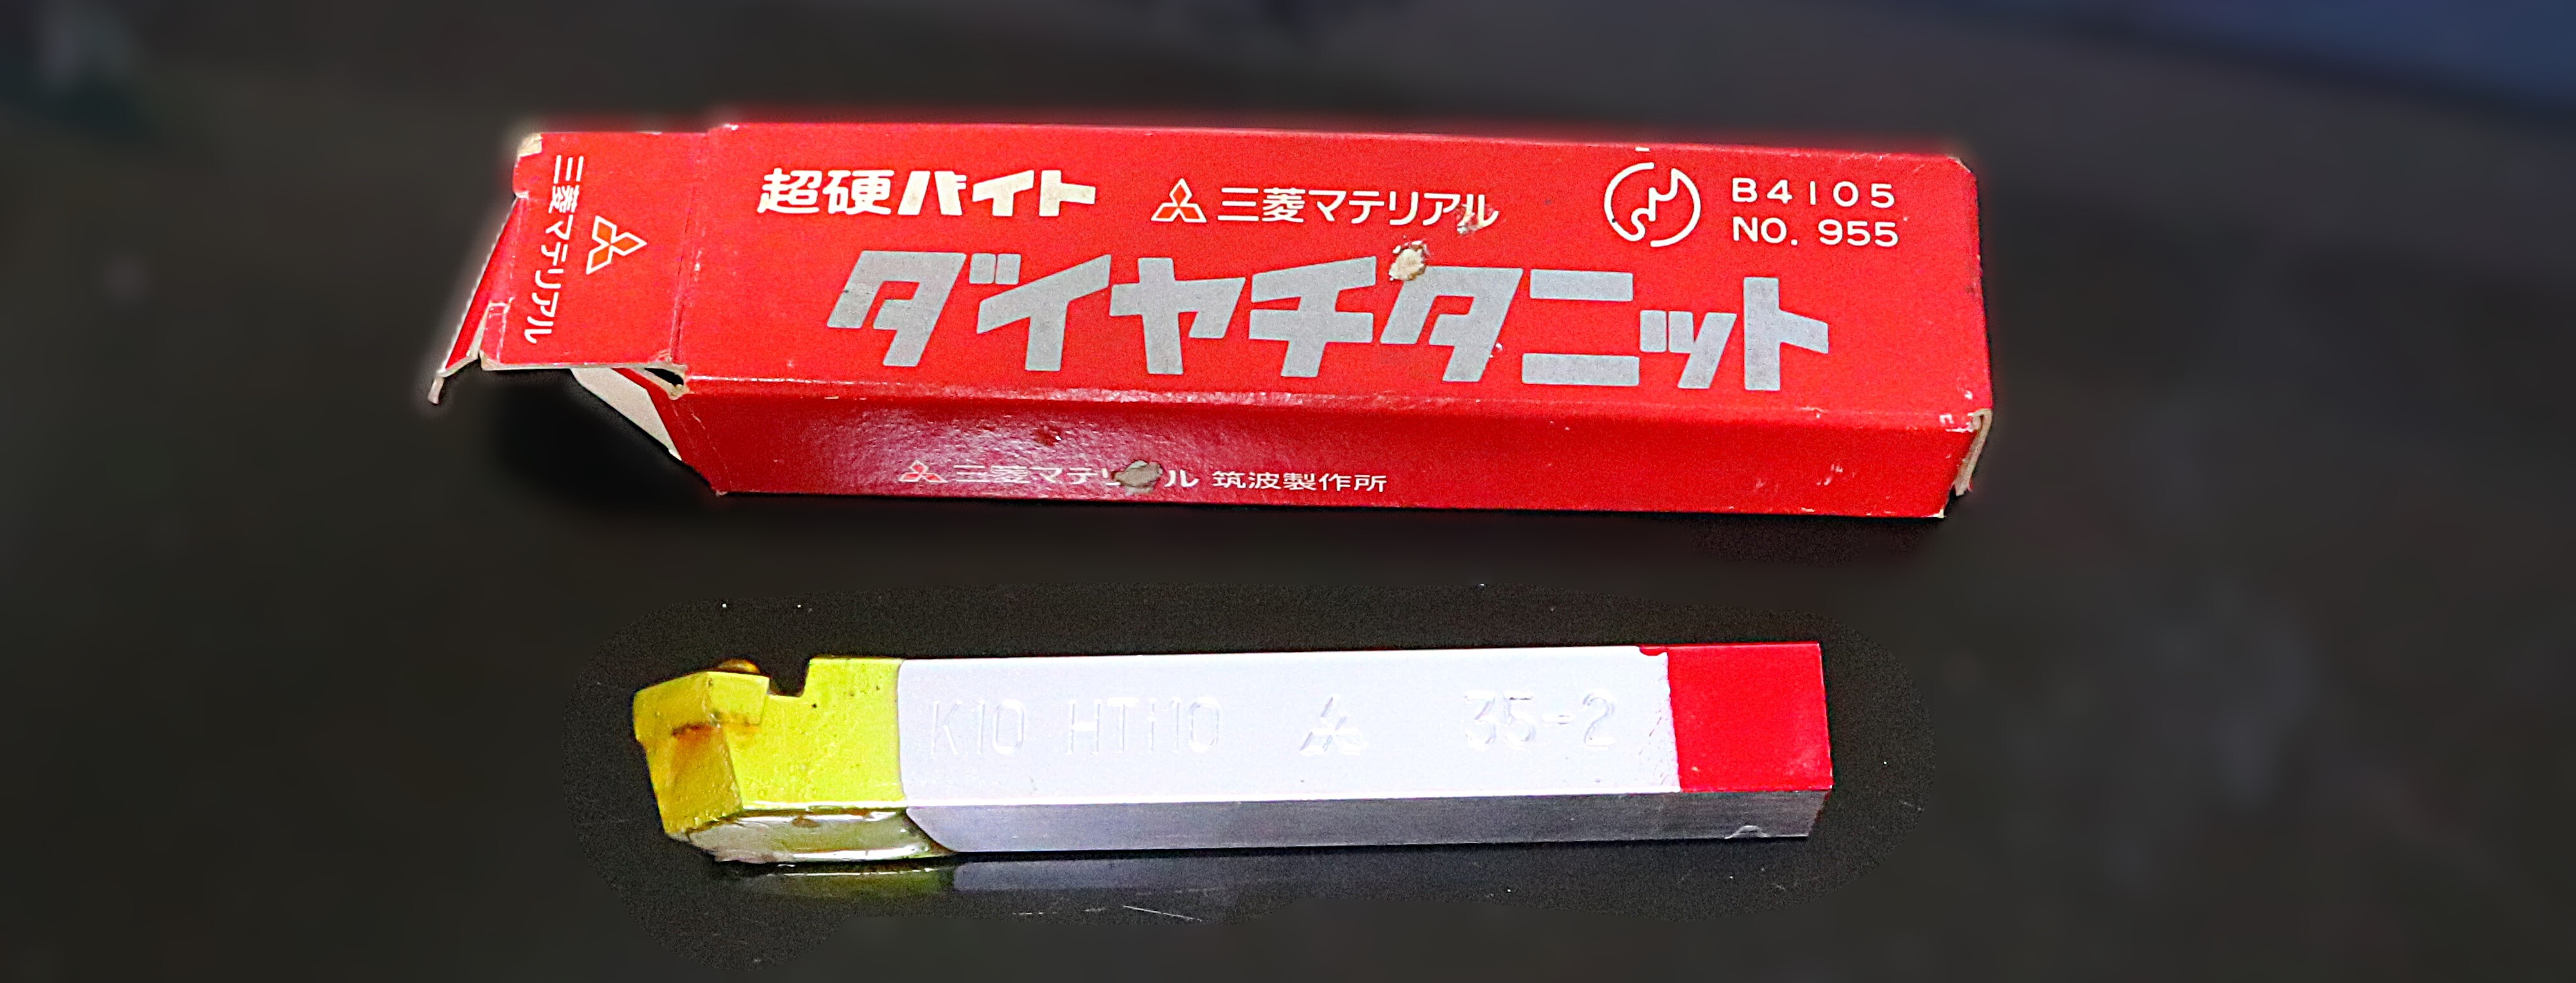 三菱マテリアル
超硬バイト
三菱マテリアル
B4105
NO. 955
ダイヤチタニット
三菱マテリル 筑波製作所
K10 HTi10 35-2